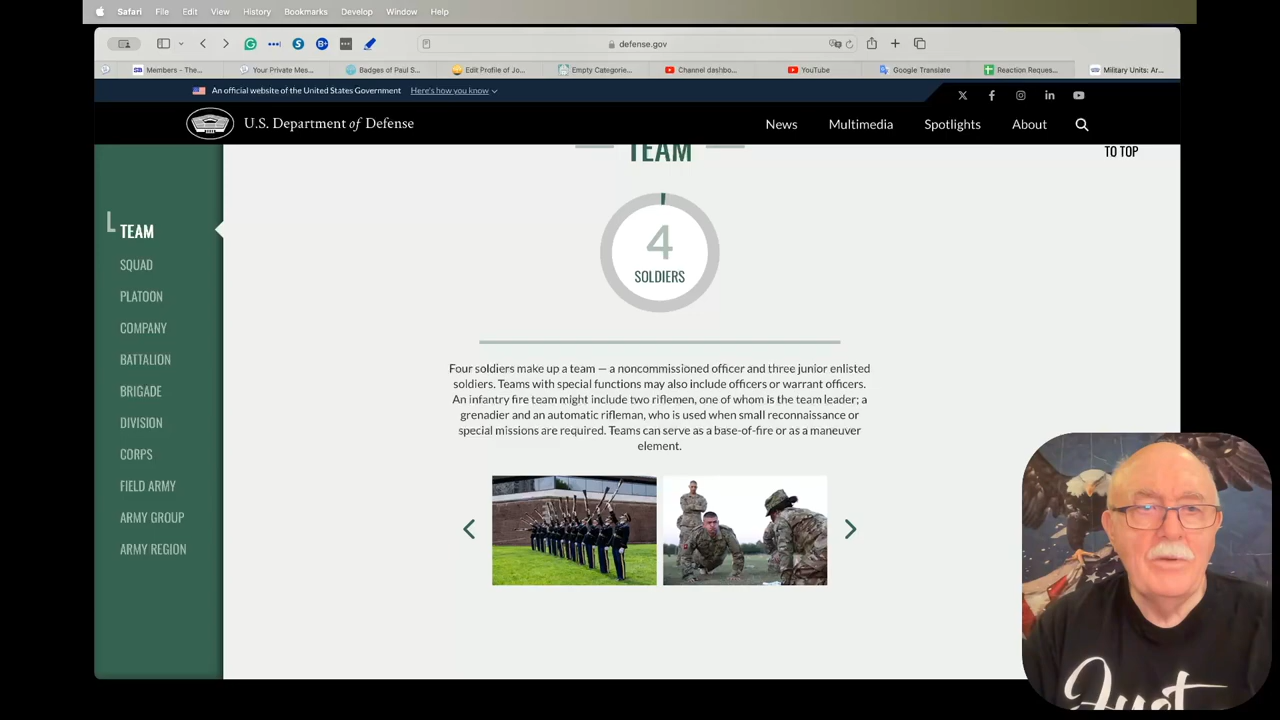 Safari File Edit View History Bookmarks Develop Window Help
defense.gov
SB Members - The... Your Private Mes... Badges of Paul S... Edit Profile of Jo... Empty Categorie... Channel dashbo... YouTube Google Translate Reaction Reques... Military Units: Ar...
An official website of the United States Government Here's how you know
U.S. Department of Defense
News Multimedia Spotlights About
TEAM
TO TOP
TEAM
SQUAD
PLATOON
COMPANY
BATTALION
BRIGADE
DIVISION
CORPS
FIELD ARMY
ARMY GROUP
ARMY REGION
4
SOLDIERS
Four soldiers make up a team — a noncommissioned officer and three junior enlisted
soldiers. Teams with special functions may also include officers or warrant officers.
An infantry fire team might include two riflemen, one of whom is the team leader; a
grenadier and an automatic rifleman, who is used when small reconnaissance or
special missions are required. Teams can serve as a base-of-fire or as a maneuver
element.
Just